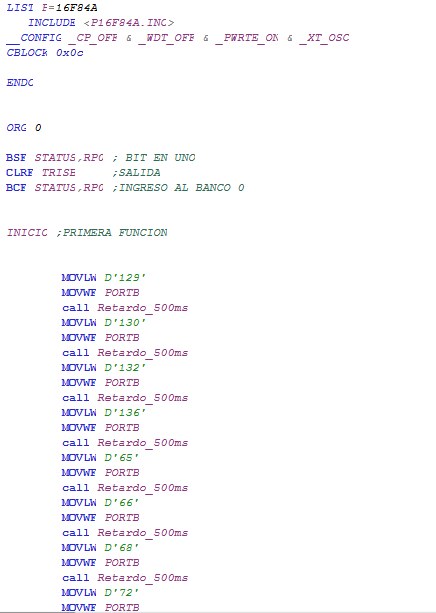 LIST P=16F84A
INCLUDE <P16F84A.INC>
__CONFIG _CP_OFF & _WDT_OFF & _PWRTE_ON & _XT_OSC
CBLOCK 0x0c
ENDC
ORG 0
BSF STATUS,RP0 ; BIT EN UNO
CLRF TRISB ;SALIDA
BCF STATUS,RP0 ;INGRESO AL BANCO 0
INICIO ;PRIMERA FUNCION
MOVLW D'129'
MOVWF PORTB
call Retardo_500ms
MOVLW D'130'
MOVWF PORTB
call Retardo_500ms
MOVLW D'132'
MOVWF PORTB
call Retardo_500ms
MOVLW D'136'
MOVWF PORTB
call Retardo_500ms
MOVLW D'65'
MOVWF PORTB
call Retardo_500ms
MOVLW D'66'
MOVWF PORTB
call Retardo_500ms
MOVLW D'68'
MOVWF PORTB
call Retardo_500ms
MOVLW D'72'
MOVWF PORTB